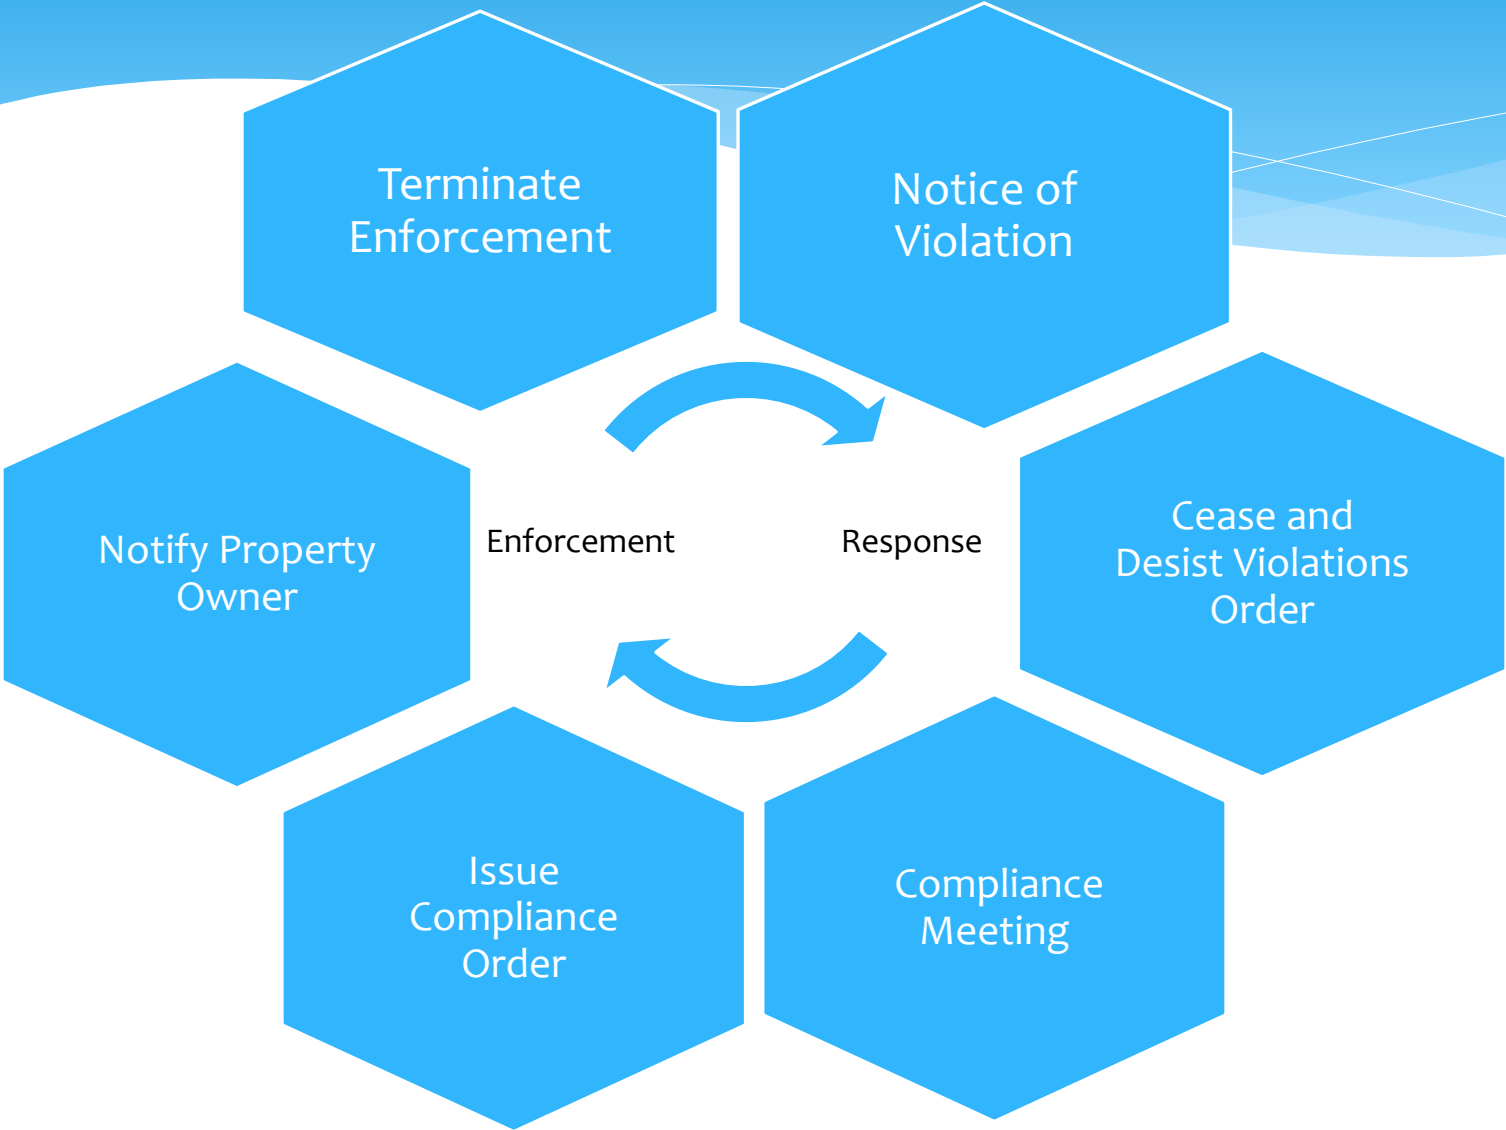 Terminate
Enforcement
Notice of
Violation
Notify Property
Owner
Enforcement
Response
Cease and
Desist Violations
Order
Issue
Compliance
Order
Compliance
Meeting